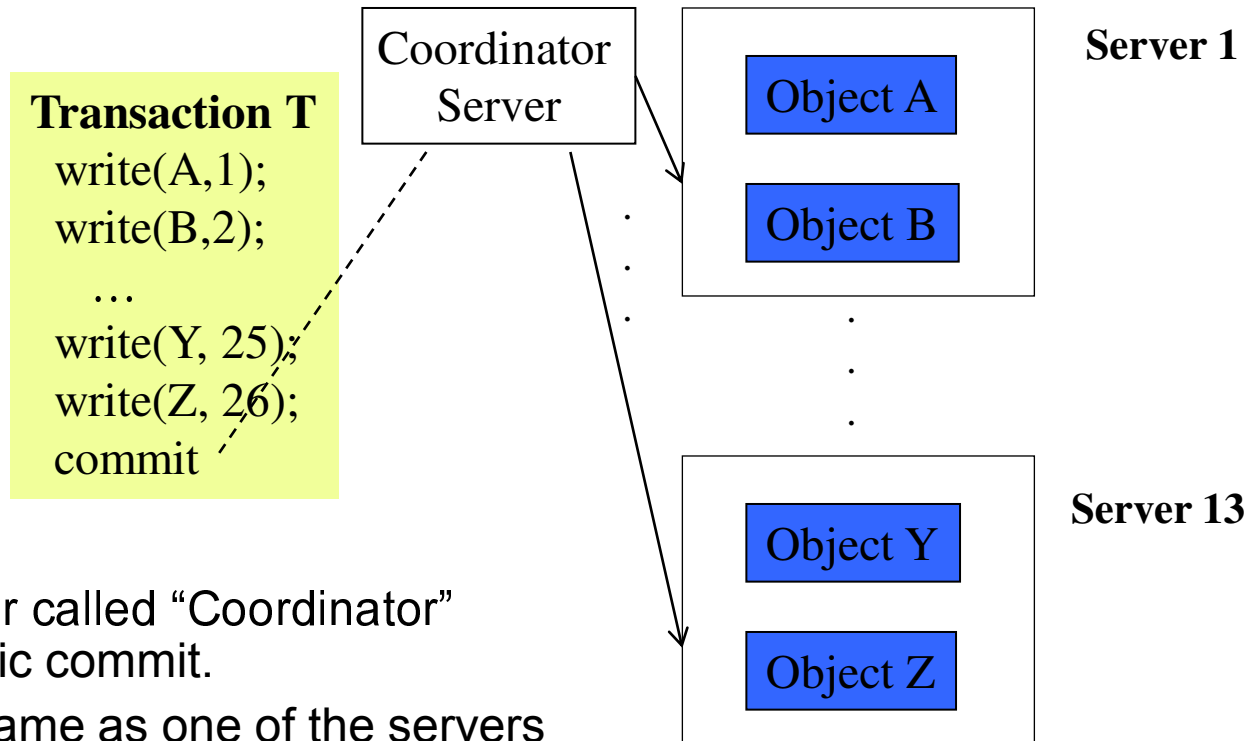 Coordinator
Server
Transaction T
write(A,1);
write(B,2);
…
write(Y, 25);
write(Z, 26);
commit
Object A
Object B
Server 1
Object Y
Object Z
Server 13
r called “Coordinator”
ic commit.
ame as one of the servers